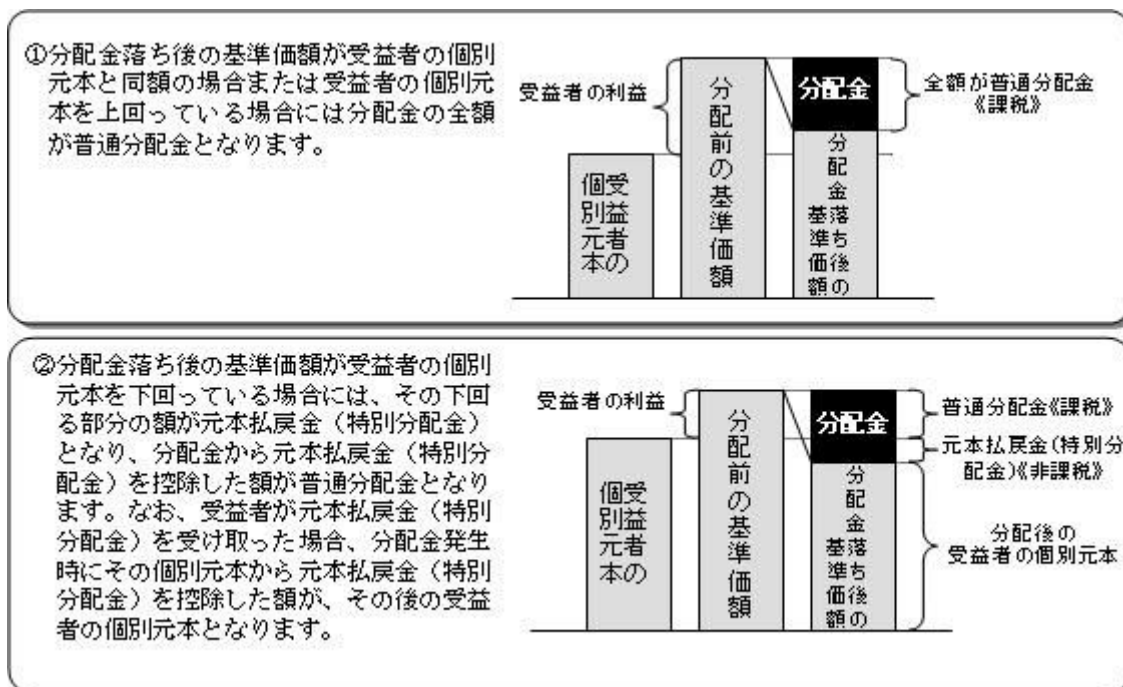 ①分配金落ち後の基準価額が受益者の個別
元本と同額の場合または受益者の個別元
本を上回っている場合には分配金の全額
が普通分配金となります。
受益者の利益
受益者の
個別元本
分配前の基準価額
分配金
分配金落ち後の
基準価額
全額が普通分配金
《課税》
②分配金落ち後の基準価額が受益者の個別
元本を下回っている場合には、その下回
る部分の額が元本払戻金（特別分配金）
となり、分配金から元本払戻金（特別分
配金）を控除した額が普通分配金となり
ます。なお、受益者が元本払戻金（特別
分配金）を受け取った場合、分配金発生
時にその個別元本から元本払戻金（特別
分配金）を控除した額が、その後の受益
者の個別元本となります。
受益者の利益
受益者の
個別元本
分配前の基準価額
分配金
分配金落ち後の
基準価額
普通分配金《課税》
元本払戻金(特別分
配金)《非課税》
分配後の
受益者の個別元本